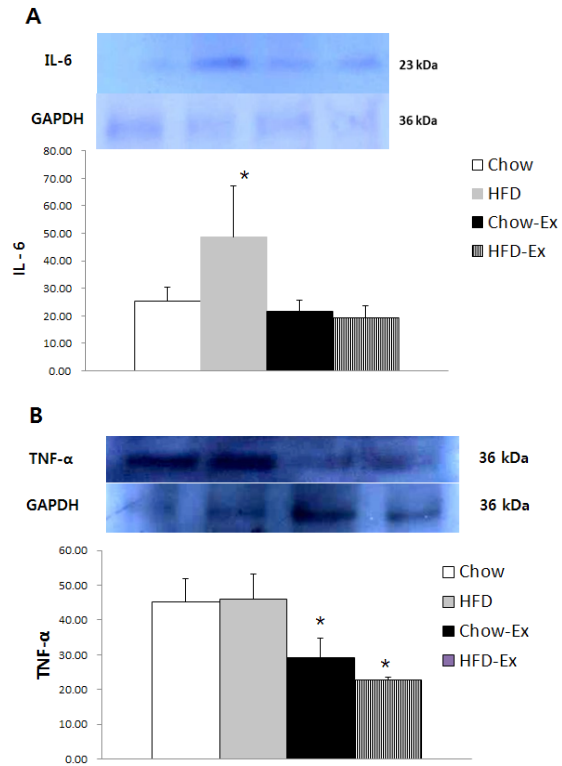 A
IL-6
23 kDa
GAPDH
36 kDa
80.00
70.00
60.00
50.00
40.00
30.00
20.00
10.00
0.00
IL - 6
*
Chow
HFD
Chow-Ex
HFD-Ex
B
TNF-α
36 kDa
GAPDH
36 kDa
60.00
50.00
40.00
30.00
20.00
10.00
0.00
TNF-α
*
*
Chow
HFD
Chow-Ex
HFD-Ex